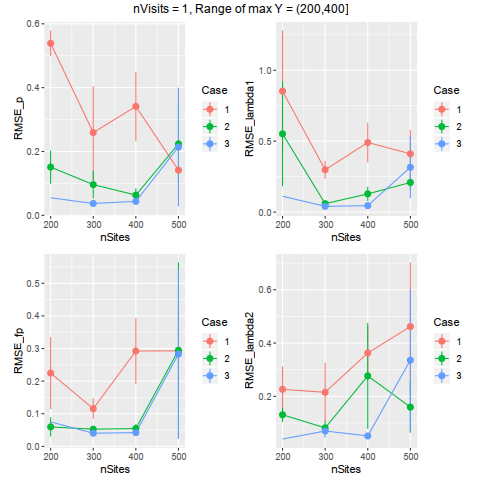 nVisits = 1, Range of max Y = (200,400]
RMSE_p
0.6
0.4
0.2
0.0
200 300 400 500
nSites
Case
1
2
3
RMSE_lambda1
1.0
0.5
0.0
200 300 400 500
nSites
Case
1
2
3
RMSE_fp
0.5
0.4
0.3
0.2
0.1
0.0
200 300 400 500
nSites
Case
1
2
3
RMSE_lambda2
0.6
0.4
0.2
200 300 400 500
nSites
Case
1
2
3